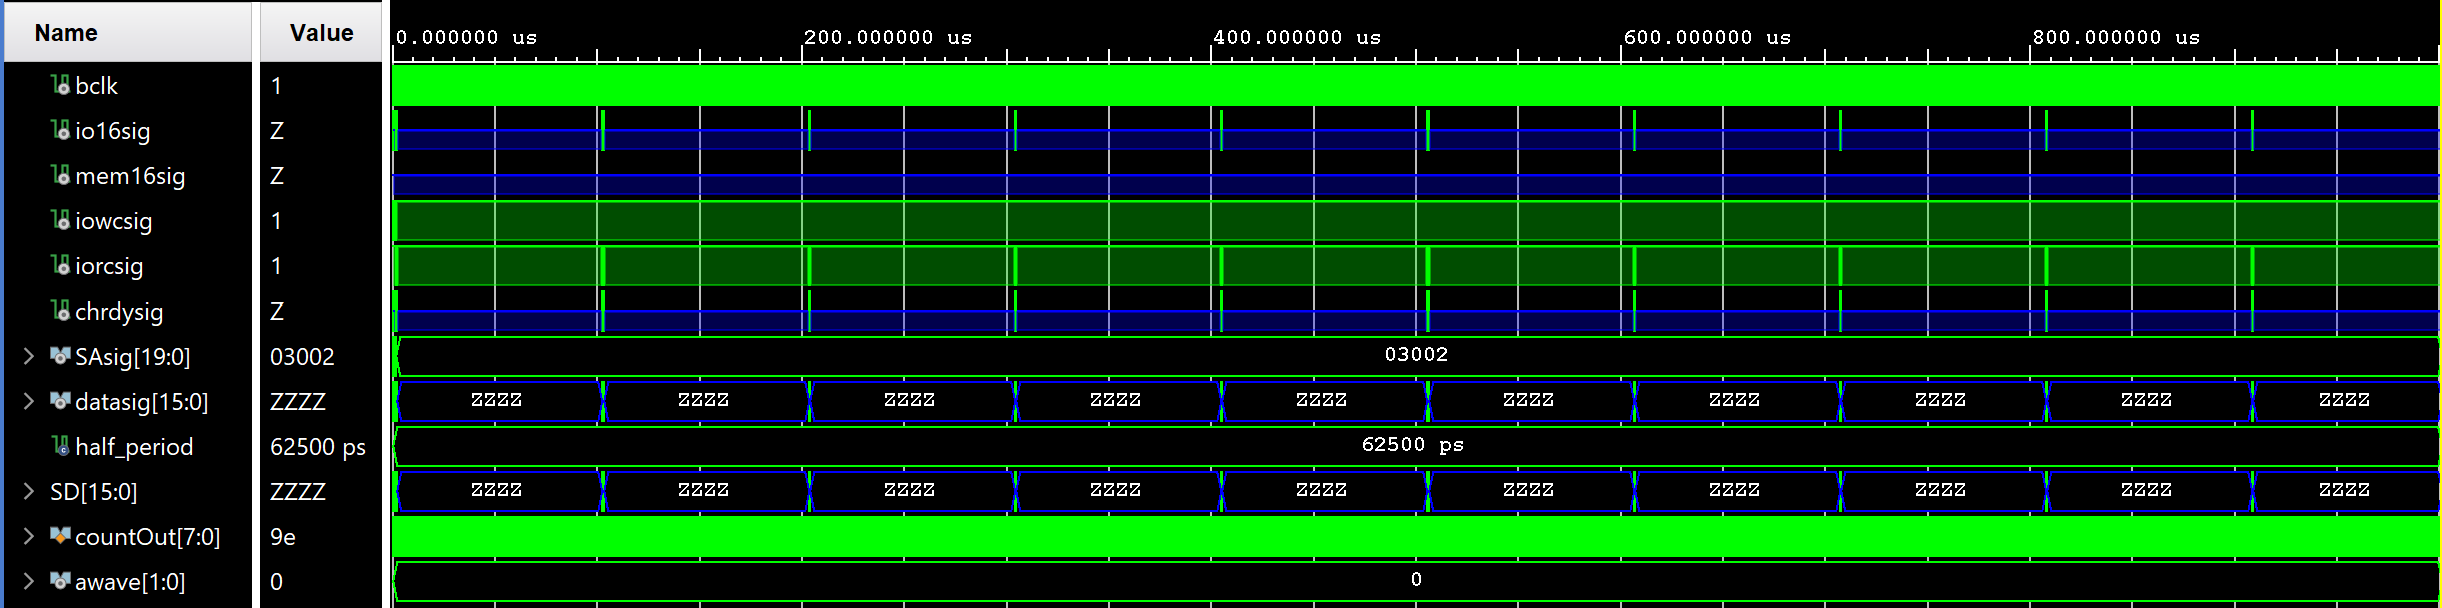 Name Value
0.000000 us 200.000000 us 400.000000 us 600.000000 us 800.000000 us
bclk 1
io16sig Z
mem16sig Z
iowcsig 1
iorcsig 1
chrdysig Z
SAsig[19:0] 03002 03002
datasig[15:0] ZZZZ ZZZZ ZZZZ ZZZZ ZZZZ ZZZZ ZZZZ ZZZZ ZZZZ ZZZZ ZZZZ
half_period 62500 ps 62500 ps
SD[15:0] ZZZZ ZZZZ ZZZZ ZZZZ ZZZZ ZZZZ ZZZZ ZZZZ ZZZZ ZZZZ ZZZZ
countOut[7:0] 9e
awave[1:0] 0 0